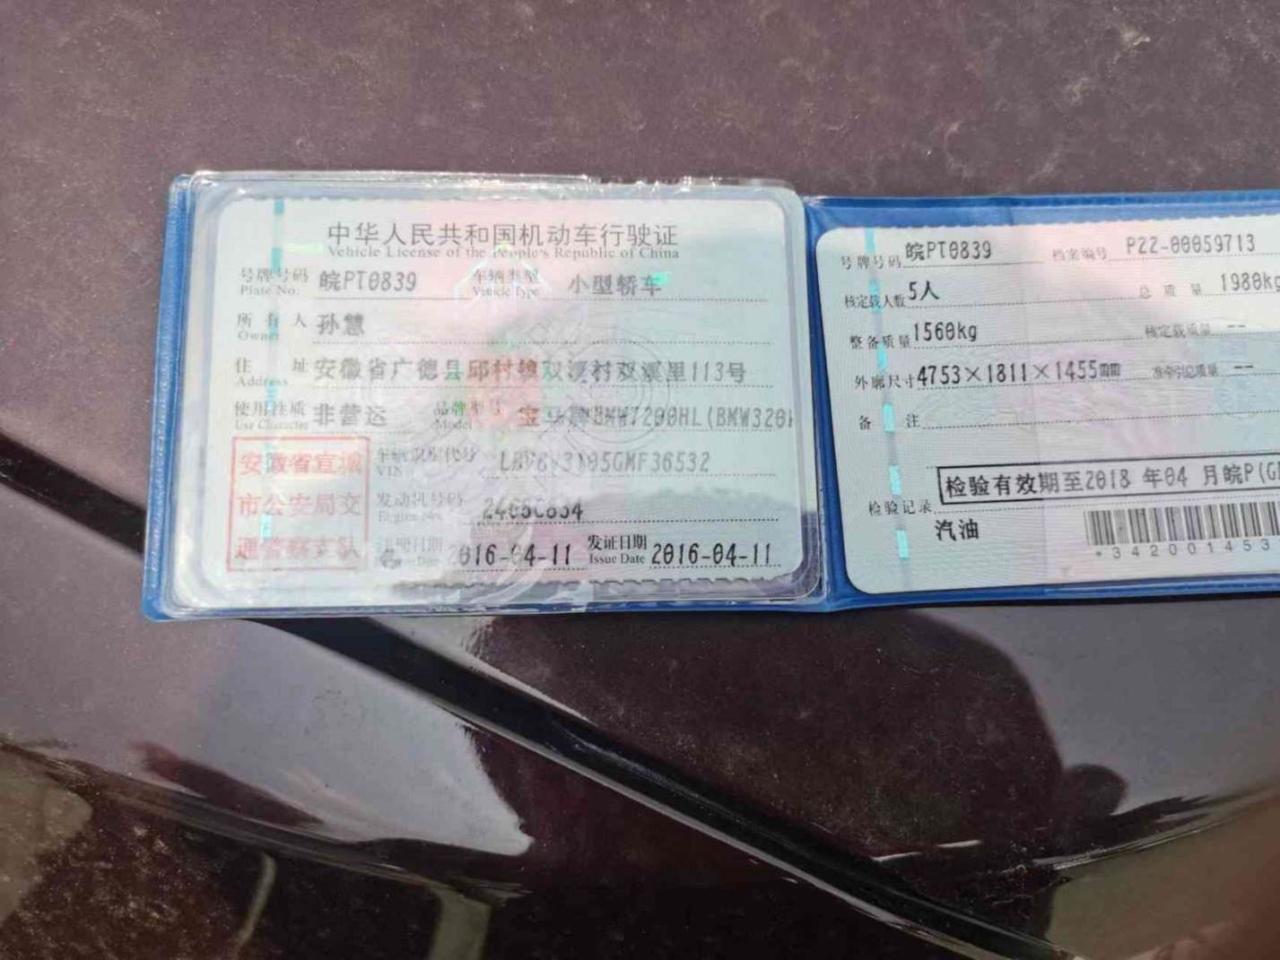 中华人民共和国机动车行驶证
Vehicle License of the People's Republic of China
号牌号码 皖PT0839 车辆类型 小型轿车
Plate No. Vehicle Type
所有人 孙慧
Owner
住址 安徽省广德县邱村镇双溪村双溪里113号
Address
使用性质 非营运 品牌型号 宝马牌BMW7200HL(BMW320
Use Character Model
安徽省宣城
市公安局交
通警察支队
车辆识别代号
VIN
发动机号码
Engine No.
注册日期 2016-04-11 发证日期 2016-04-11
Issue Date
号牌号码 皖PT0839 档案编号 P22-00059713
核定载人数 5人 总质量 1980kg
整备质量 1560kg 核定载质量 --
外廓尺寸 4753×1811×1455mm 准牵引总质量 --
备注
检验有效期至2018 年04 月皖P(
检验记录
汽油
*342001453